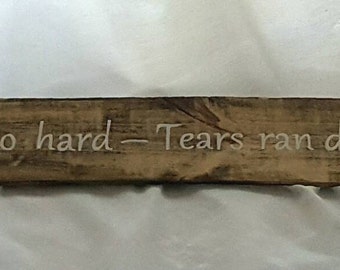 o hard – Tears ran d